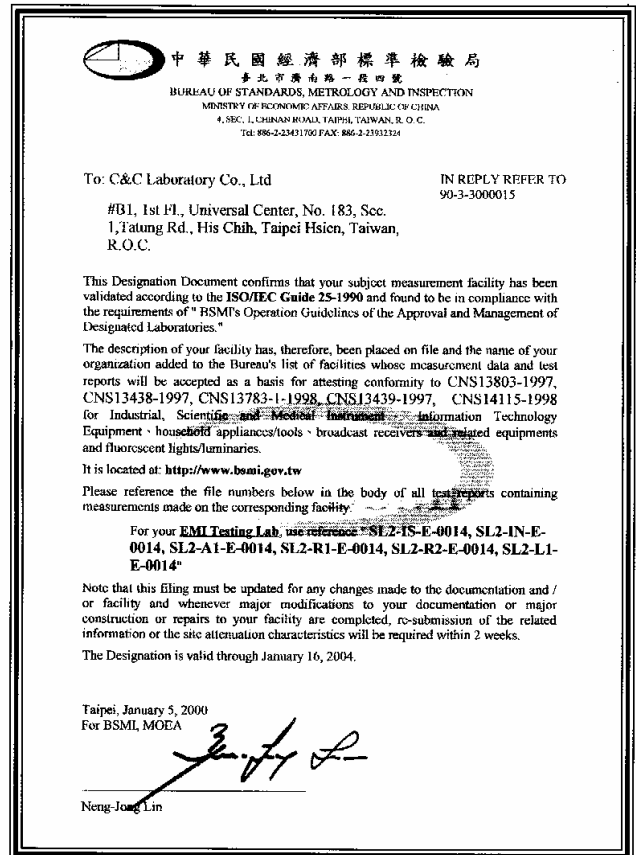 中華民國經濟部標準檢驗局
臺北市濟南路一段四號
BUREAU OF STANDARDS, METROLOGY AND INSPECTION
MINISTRY OF ECONOMIC AFFAIRS. REPUBLIC OF CHINA
4, SEC. 1, CHINAN ROAD, TAIPEI, TAIWAN, R. O. C.
Tel: 886-2-23431700 FAX: 886-2-23932324
To: C&C Laboratory Co., Ltd
IN REPLY REFER TO
90-3-3000015
#B1, 1st Fl., Universal Center, No. 183, Sec.
1,Tatung Rd., His Chih, Taipei Hsien, Taiwan,
R.O.C.
This Designation Document confirms that your subject measurement facility has been
validated according to the ISO/IEC Guide 25-1990 and found to be in compliance with
the requirements of " BSMI's Operation Guidelines of the Approval and Management of
Designated Laboratories."
The description of your facility has, therefore, been placed on file and the name of your
organization added to the Bureau's list of facilities whose measurement data and test
reports will be accepted as a basis for attesting conformity to CNS13803-1997,
CNS13438-1997, CNS13783-1-1998, CNS13439-1997, CNS14115-1998
for Industrial, Scientific and Medical Instrument、Information Technology
Equipment、household appliances/tools、broadcast receivers and related equipments
and fluorescent lights/luminaries.
It is located at: http://www.bsmi.gov.tw
Please reference the file numbers below in the body of all test reports containing
measurements made on the corresponding facility.
For your EMI Testing Lab, use reference "SL2-IS-E-0014, SL2-IN-E-
0014, SL2-A1-E-0014, SL2-R1-E-0014, SL2-R2-E-0014, SL2-L1-
E-0014"
Note that this filing must be updated for any changes made to the documentation and /
or facility and whenever major modifications to your documentation or major
construction or repairs to your facility are completed, re-submission of the related
information or the site attenuation characteristics will be required within 2 weeks.
The Designation is valid through January 16, 2004.
Taipei, January 5, 2000
For BSMI, MOEA
Neng-Jong Lin